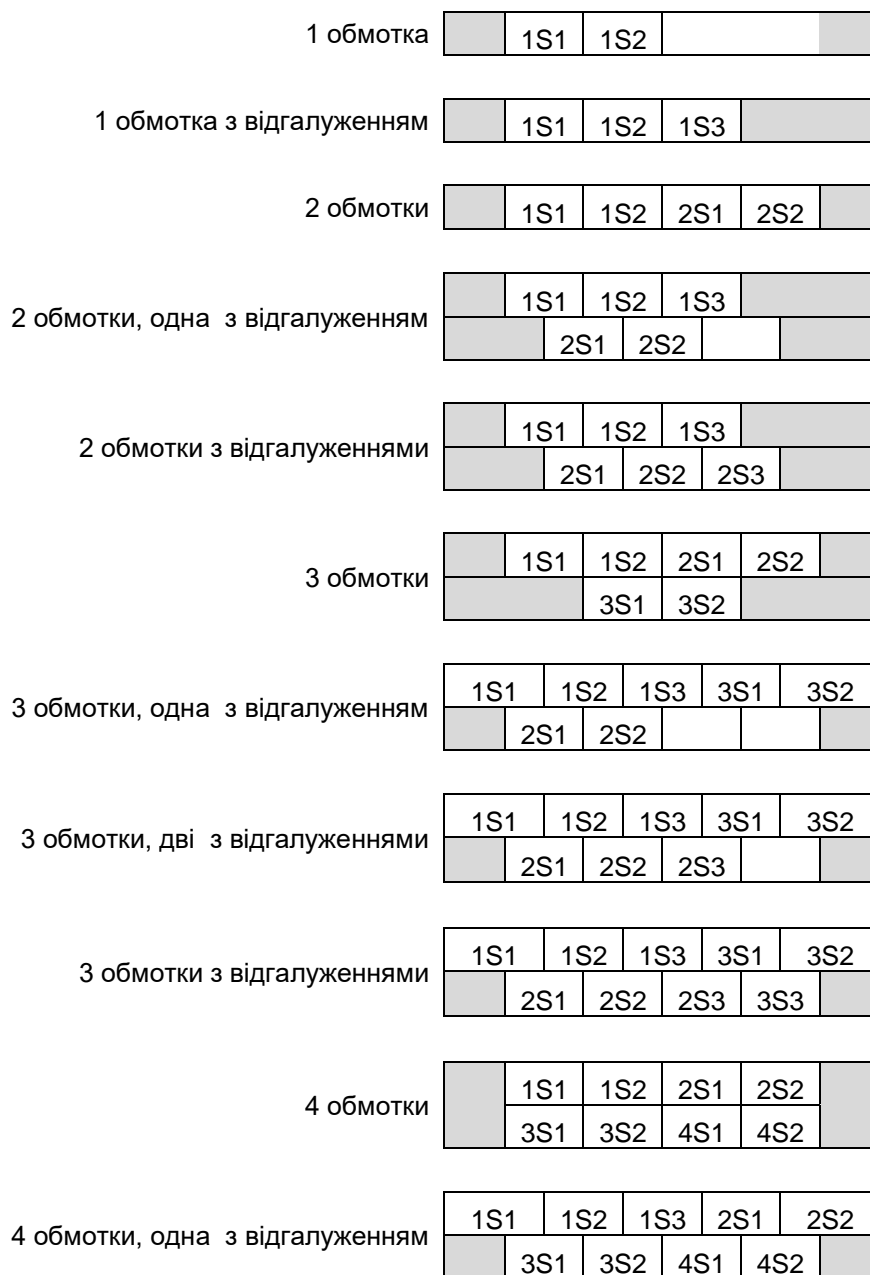 1 обмотка 1S1 1S2
1 обмотка з відгалуженням 1S1 1S2 1S3
2 обмотки 1S1 1S2 2S1 2S2
2 обмотки, одна з відгалуженням 1S1 1S2 1S3
2S1 2S2
2 обмотки з відгалуженнями 1S1 1S2 1S3
2S1 2S2 2S3
3 обмотки 1S1 1S2 2S1 2S2
3S1 3S2
3 обмотки, одна з відгалуженням 1S1 1S2 1S3 3S1 3S2
2S1 2S2
3 обмотки, дві з відгалуженнями 1S1 1S2 1S3 3S1 3S2
2S1 2S2 2S3
3 обмотки з відгалуженнями 1S1 1S2 1S3 3S1 3S2
2S1 2S2 2S3 3S3
4 обмотки 1S1 1S2 2S1 2S2
3S1 3S2 4S1 4S2
4 обмотки, одна з відгалуженням 1S1 1S2 1S3 2S1 2S2
3S1 3S2 4S1 4S2